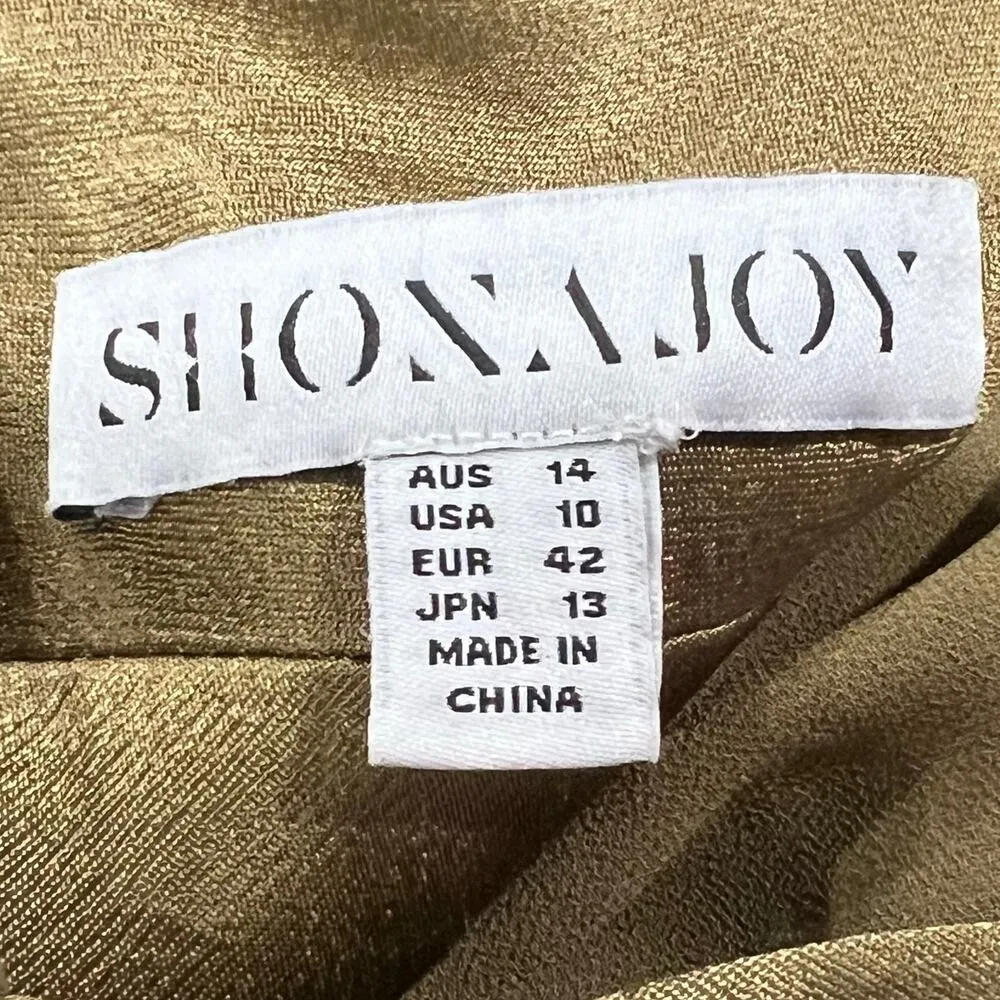 SHONA JOY
AUS 14
USA 10
EUR 42
JPN 13
MADE IN
CHINA